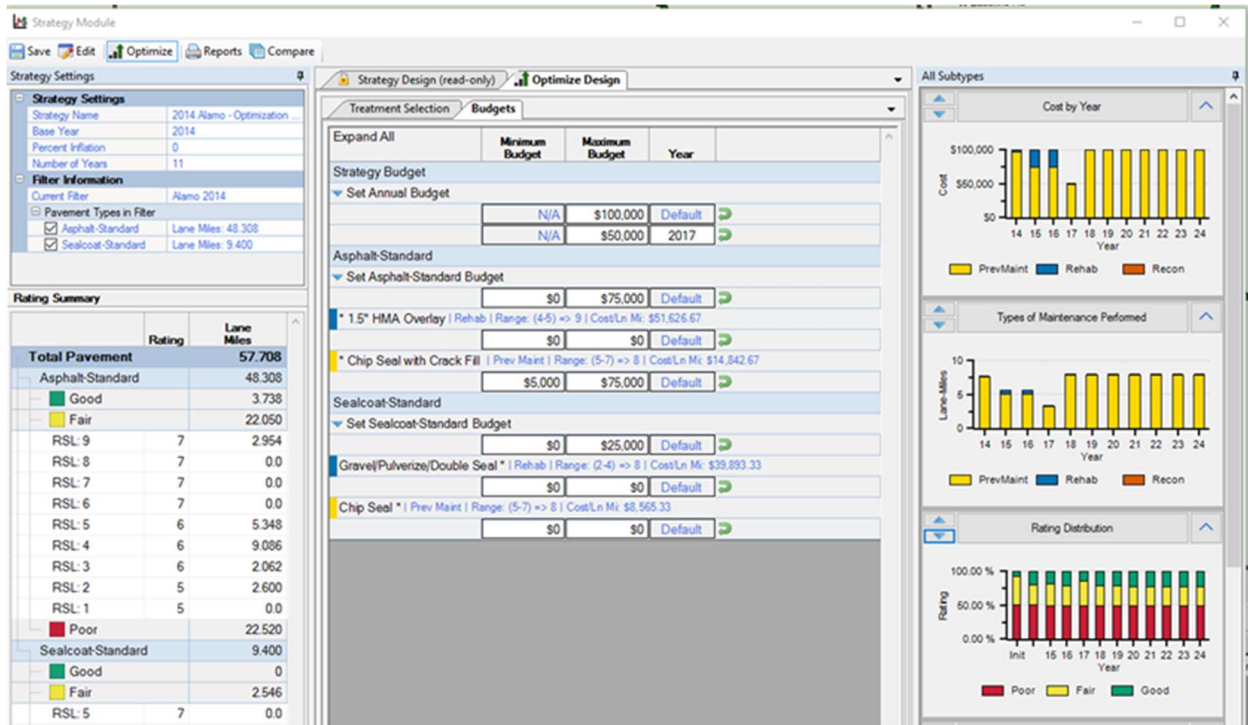 Strategy Module
Save Edit Optimize Reports Compare
Strategy Settings
Strategy Settings
Strategy Name 2014 Alamo - Optimization ...
Base Year 2014
Percent Inflation 0
Number of Years 11
Filter Information
Current Filter Alamo 2014
Pavement Types in Filter
Asphalt-Standard Lane Miles: 48.308
Sealcoat-Standard Lane Miles: 9.400
Rating Summary
Rating Lane Miles
Total Pavement 57.708
Asphalt-Standard 48.308
Good 3.738
Fair 22.050
RSL: 9 7 2.954
RSL: 8 7 0.0
RSL: 7 7 0.0
RSL: 6 7 0.0
RSL: 5 6 5.348
RSL: 4 6 9.086
RSL: 3 6 2.062
RSL: 2 5 2.600
RSL: 1 5 0.0
Poor 22.520
Sealcoat-Standard 9.400
Good 0
Fair 2.546
RSL: 5 7 0.0
Strategy Design (read-only) Optimize Design
Treatment Selection Budgets
Expand All Minimum Budget Maximum Budget Year
Strategy Budget
Set Annual Budget
N/A $100,000 Default
N/A $50,000 2017
Asphalt-Standard
Set Asphalt-Standard Budget
$0 $75,000 Default
* 1.5" HMA Overlay | Rehab | Range: (4-5) => 9 | Cost/Ln Mi: $51,626.67
$0 $0 Default
* Chip Seal with Crack Fill | Prev Maint | Range: (5-7) => 8 | Cost/Ln Mi: $14,842.67
$5,000 $75,000 Default
Sealcoat-Standard
Set Sealcoat-Standard Budget
$0 $25,000 Default
Gravel/Pulverize/Double Seal * | Rehab | Range: (2-4) => 8 | Cost/Ln Mi: $39,893.33
$0 $0 Default
Chip Seal * | Prev Maint | Range: (5-7) => 8 | Cost/Ln Mi: $8,565.33
$0 $0 Default
All Subtypes
Cost by Year
$100,000
$50,000
$0
Cost
14 15 16 17 18 19 20 21 22 23 24
Year
PrevMaint Rehab Recon
Types of Maintenance Performed
10
5
0
Lane-Miles
14 15 16 17 18 19 20 21 22 23 24
Year
PrevMaint Rehab Recon
Rating Distribution
100.00 %
50.00 %
0.00 %
Rating
Init 15 16 17 18 19 20 21 22 23 24
Year
Poor Fair Good